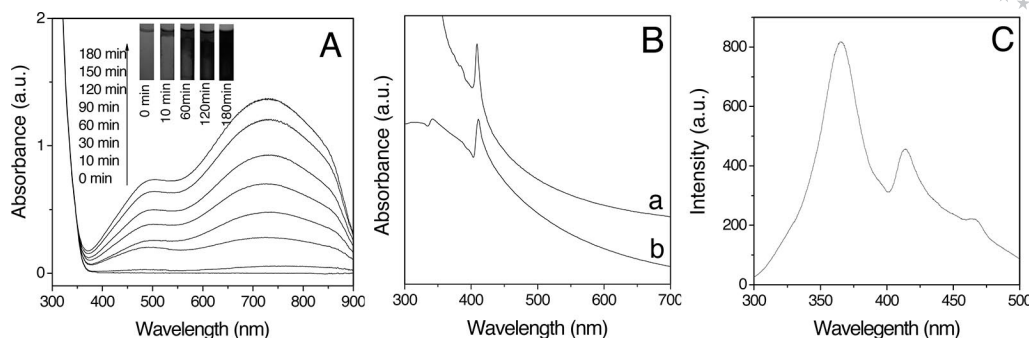 A
2
1
0
Absorbance (a.u.)
180 min
150 min
120 min
90 min
60 min
30 min
10 min
0 min
0 min
10 min
60min
120min
180min
300 400 500 600 700 800 900
Wavelength (nm)
B
Absorbance (a.u.)
a
b
300 400 500 600 700
Wavelength (nm)
C
800
600
400
200
0
Intensity (a.u.)
300 350 400 450 500
Wavelegenth (nm)